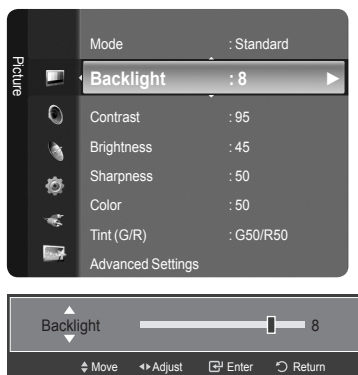 Picture
Mode : Standard
Backlight : 8
Contrast : 95
Brightness : 45
Sharpness : 50
Color : 50
Tint (G/R) : G50/R50
Advanced Settings
Backlight 8
Move Adjust Enter Return